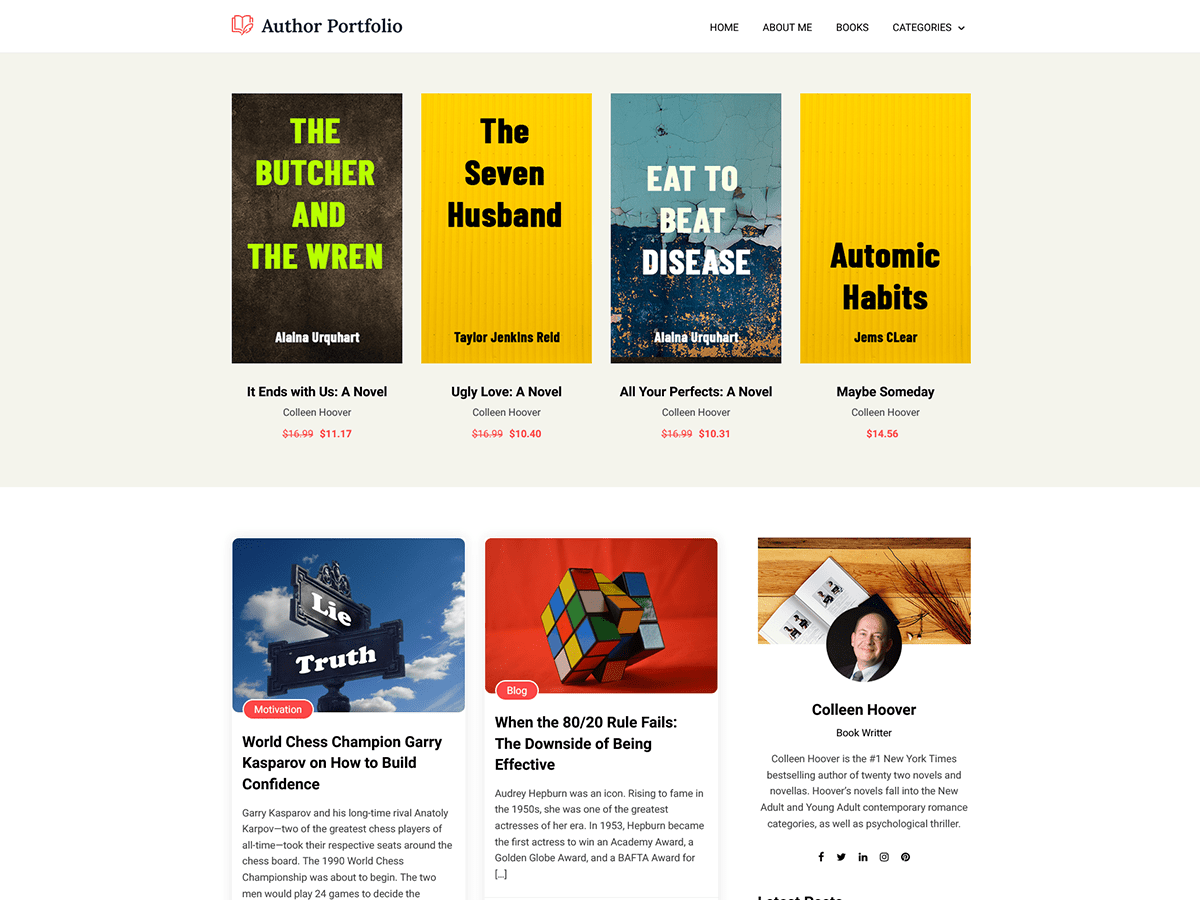 Author Portfolio
HOME ABOUT ME BOOKS CATEGORIES
THE
BUTCHER
AND
THE WREN
Alaina Urquhart
The
Seven
Husband
Taylor Jenkins Reid
EAT TO
BEAT
DISEASE
Alaina Urquhart
Automic
Habits
Jems CLear
It Ends with Us: A Novel
Colleen Hoover
$16.99 $11.17
Ugly Love: A Novel
Colleen Hoover
$16.99 $10.40
All Your Perfects: A Novel
Colleen Hoover
$16.99 $10.31
Maybe Someday
Colleen Hoover
$14.56
Lie
Truth
Motivation
World Chess Champion Garry
Kasparov on How to Build
Confidence
Garry Kasparov and his long-time rival Anatoly
Karpov—two of the greatest chess players of
all-time—took their respective seats around the
chess board. The 1990 World Chess
Championship was about to begin. The two
men would play 24 games to decide the
Blog
When the 80/20 Rule Fails:
The Downside of Being
Effective
Audrey Hepburn was an icon. Rising to fame in
the 1950s, she was one of the greatest
actresses of her era. In 1953, Hepburn became
the first actress to win an Academy Award, a
Golden Globe Award, and a BAFTA Award for
[...]
Colleen Hoover
Book Writter
Colleen Hoover is the #1 New York Times
bestselling author of twenty two novels and
novellas. Hoover's novels fall into the New
Adult and Young Adult contemporary romance
categories, as well as psychological thriller.
Latest Posts